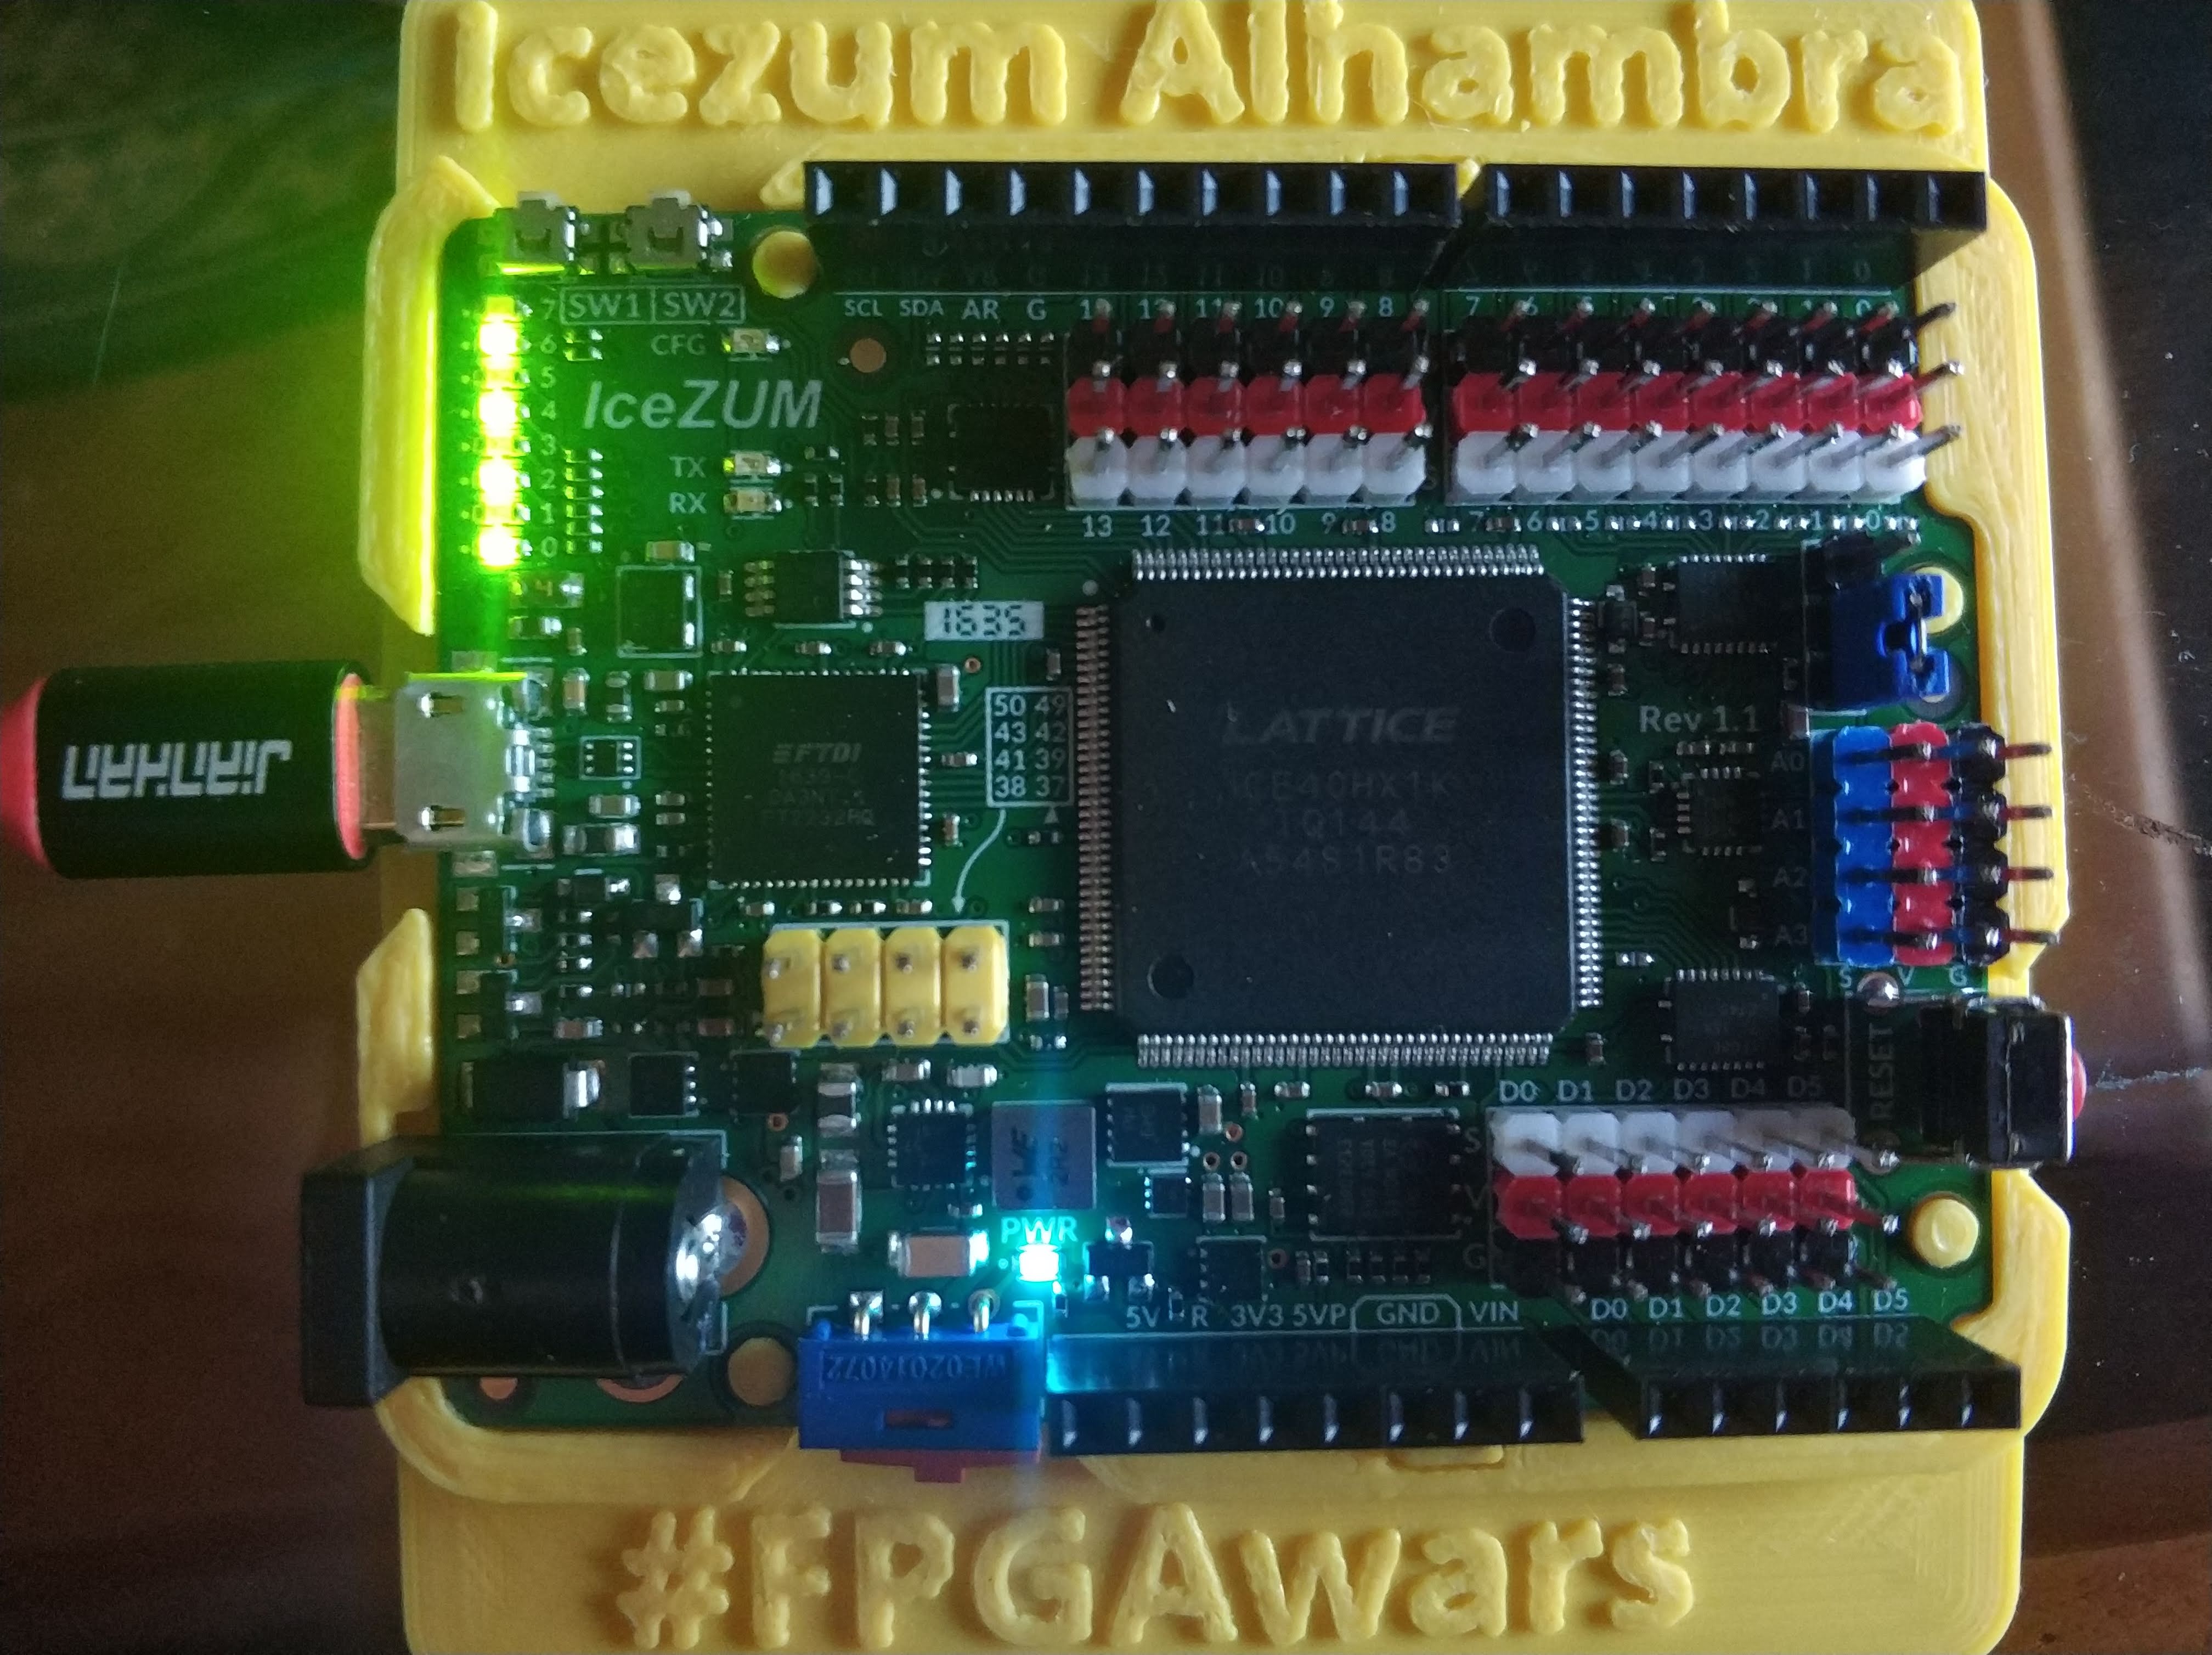 Icezum Alhambra
SCL SDA AR G 13 12 11 10 9 8 7 6 5 4 3 2 1 0
7 SW1 SW2
6 CFG
5
4 IceZUM
3
2 TX
1 RX
0
13 12 11 10 9 8 7 6 5 4 3 2 1 0
1636
50 49
43 42
41 39
38 37
JIANHAN
FTDI
LATTICE
ICE40HX1K
TQ144
A54S1R83
Rev 1.1
A0
A1
A2
A3
S V G
RESET
D0 D1 D2 D3 D4 D5
S
V
G
WE
PWR
5V R 3V3 5VP GND VIN
D0 D1 D2 D3 D4 D5
WE02014072
#FPGAwars